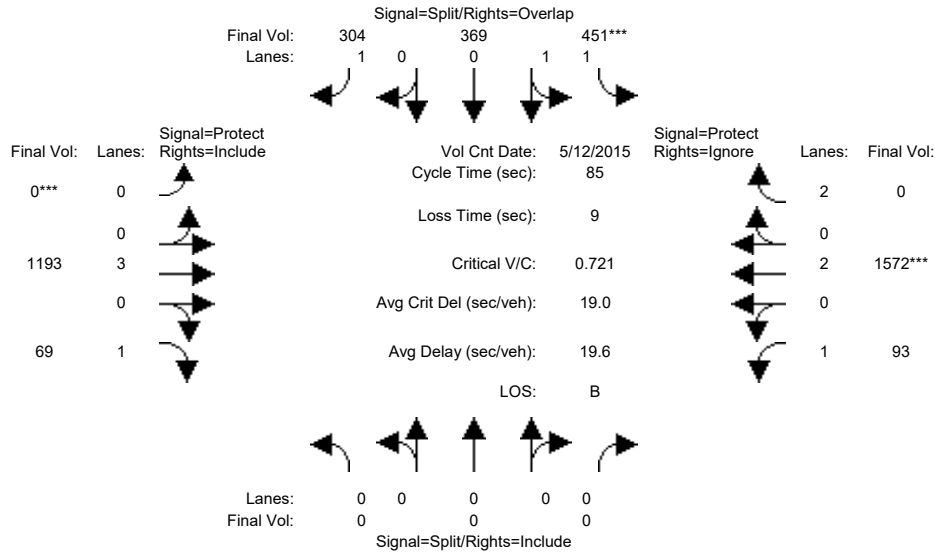 Signal=Split/Rights=Overlap
Final Vol: 304 369 451***
Lanes: 1 0 0 1 1
Signal=Protect Signal=Protect
Final Vol: Lanes: Rights=Include Vol Cnt Date: 5/12/2015 Rights=Ignore Lanes: Final Vol:
Cycle Time (sec): 85
0*** 0 2 0
Loss Time (sec): 9
0 0
1193 3 Critical V/C: 0.721 2 1572***
0 Avg Crit Del (sec/veh): 19.0 0
69 1 Avg Delay (sec/veh): 19.6 1 93
LOS: B
Lanes: 0 0 0 0 0
Final Vol: 0 0 0
Signal=Split/Rights=Include